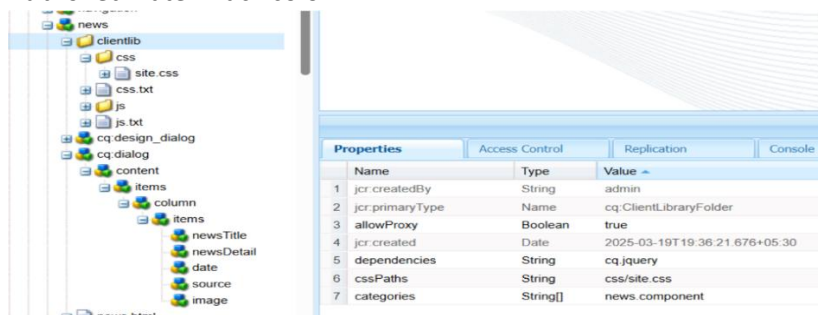 news
clientlib
css
site.css
css.txt
js
js.txt
cq:design_dialog
cq:dialog
content
items
column
items
newsTitle
newsDetail
date
source
image
Properties Access Control Replication Console
Name Type Value
1 jcr:createdBy String admin
2 jcr:primaryType Name cq:ClientLibraryFolder
3 allowProxy Boolean true
4 jcr:created Date 2025-03-19T19:36:21.676+05:30
5 dependencies String cq.jquery
6 cssPaths String css/site.css
7 categories String[] news.component